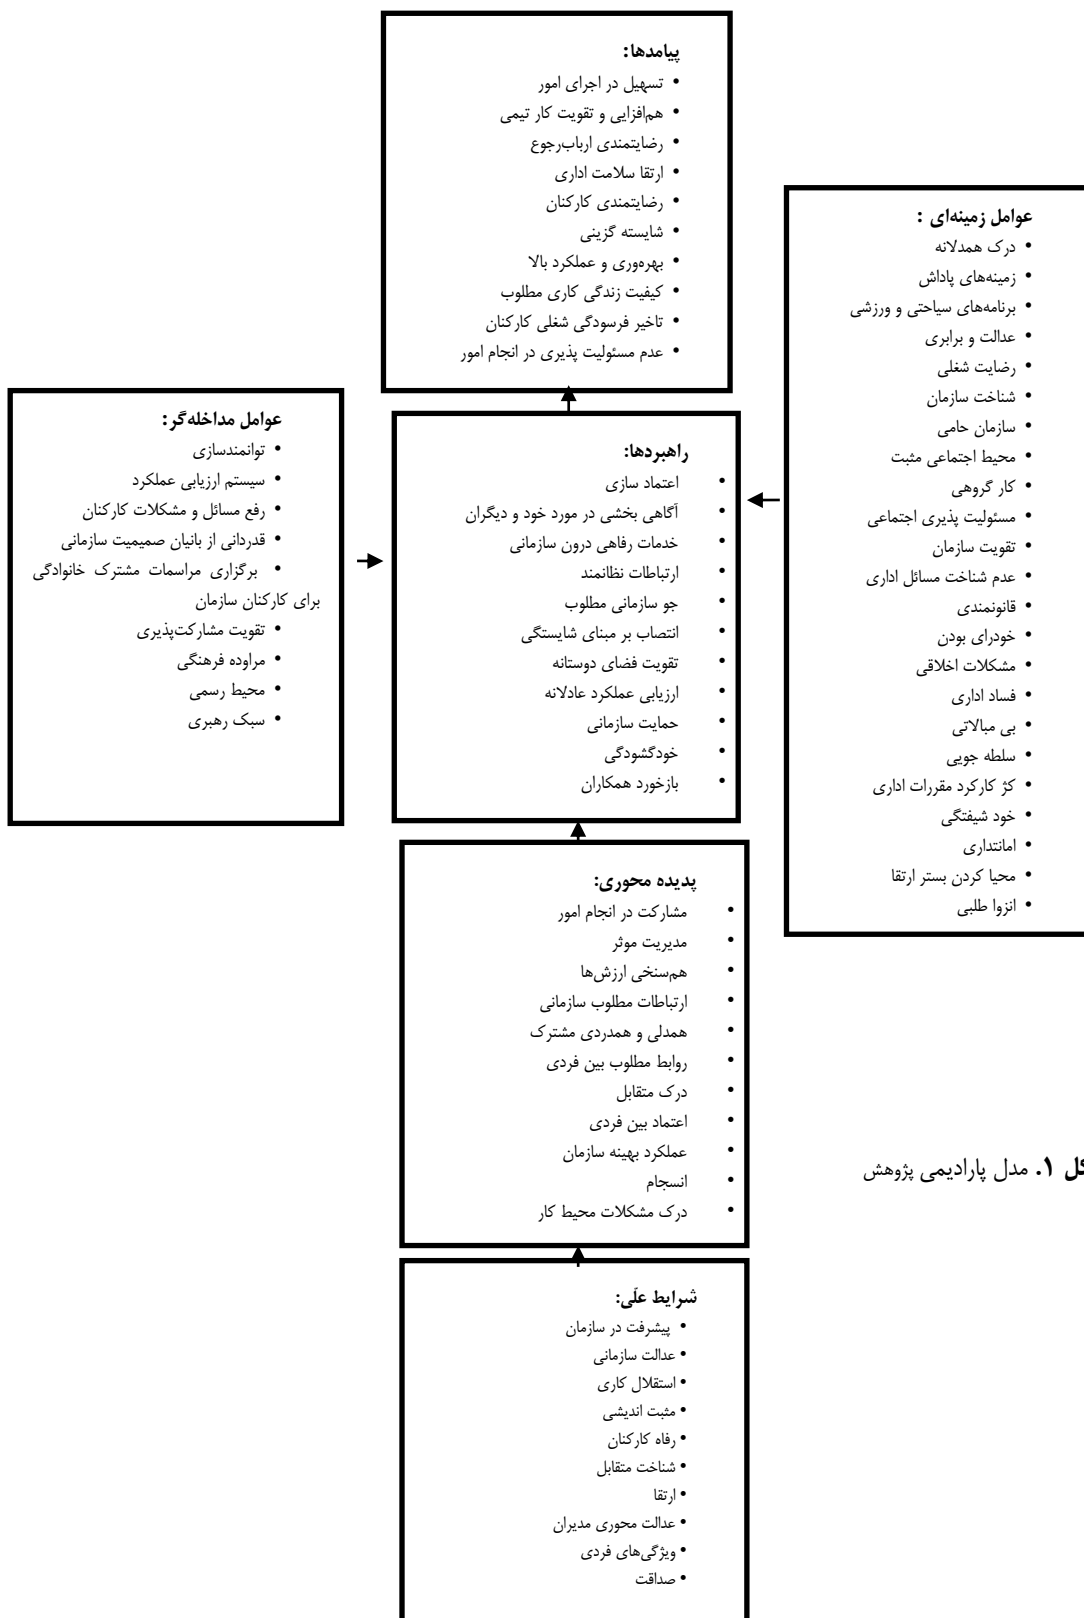 پیامدها:
• تسهیل در اجرای امور
• هم‌افزایی و تقویت کار تیمی
• رضایتمندی ارباب‌رجوع
• ارتقا سلامت اداری
• رضایتمندی کارکنان
• شایسته گزینی
• بهره‌وری و عملکرد بالا
• کیفیت زندگی کاری مطلوب
• تاخیر فرسودگی شغلی کارکنان
• عدم مسئولیت پذیری در انجام امور
عوامل زمینه‌ای :
• درک همدلانه
• زمینه‌های پاداش
• برنامه‌های سیاحتی و ورزشی
• عدالت و برابری
• رضایت شغلی
• شناخت سازمان
• سازمان حامی
• محیط اجتماعی مثبت
• کار گروهی
• مسئولیت پذیری اجتماعی
• تقویت سازمان
• عدم شناخت مسائل اداری
• قانونمندی
• خودرای بودن
• مشکلات اخلاقی
• فساد اداری
• بی مبالاتی
• سلطه جویی
• کژ کارکرد مقررات اداری
• خود شیفتگی
• امانتداری
• محیا کردن بستر ارتقا
• انزوا طلبی
راهبردها:
• اعتماد سازی
• آگاهی بخشی در مورد خود و دیگران
• خدمات رفاهی درون سازمانی
• ارتباطات نظانمند
• جو سازمانی مطلوب
• انتصاب بر مبنای شایستگی
• تقویت فضای دوستانه
• ارزیابی عملکرد عادلانه
• حمایت سازمانی
• خودگشودگی
• بازخورد همکاران
عوامل مداخله‌گر:
• توانمندسازی
• سیستم ارزیابی عملکرد
• رفع مسائل و مشکلات کارکنان
• قدردانی از بانیان صمیمیت سازمانی
• برگزاری مراسمات مشترک خانوادگی
برای کارکنان سازمان
• تقویت مشارکت‌پذیری
• مراوده فرهنگی
• محیط رسمی
• سبک رهبری
پدیده محوری:
• مشارکت در انجام امور
• مدیریت موثر
• هم‌سنخی ارزش‌ها
• ارتباطات مطلوب سازمانی
• همدلی و همدردی مشترک
• روابط مطلوب بین فردی
• درک متقابل
• اعتماد بین فردی
• عملکرد بهینه سازمان
• انسجام
• درک مشکلات محیط کار
کل ۱. مدل پارادیمی پژوهش
شرایط علّی:
• پیشرفت در سازمان
• عدالت سازمانی
• استقلال کاری
• مثبت اندیشی
• رفاه کارکنان
• شناخت متقابل
• ارتقا
• عدالت محوری مدیران
• ویژگی‌های فردی
• صداقت